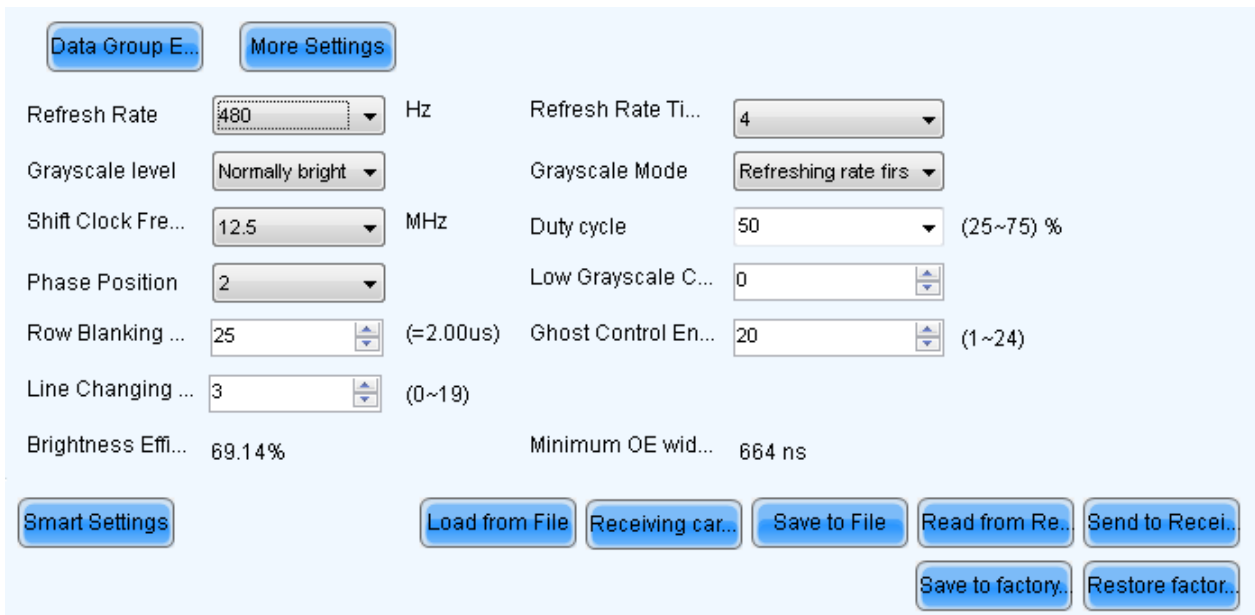 Data Group E... More Settings
Refresh Rate 480 Hz Refresh Rate Ti... 4
Grayscale level Normally bright Grayscale Mode Refreshing rate firs
Shift Clock Fre... 12.5 MHz Duty cycle 50 (25~75) %
Phase Position 2 Low Grayscale C... 0
Row Blanking ... 25 (=2.00us) Ghost Control En... 20 (1~24)
Line Changing ... 3 (0~19)
Brightness Effi... 69.14% Minimum OE wid... 664 ns
Smart Settings Load from File Receiving car... Save to File Read from Re... Send to Recei...
Save to factory... Restore factor...